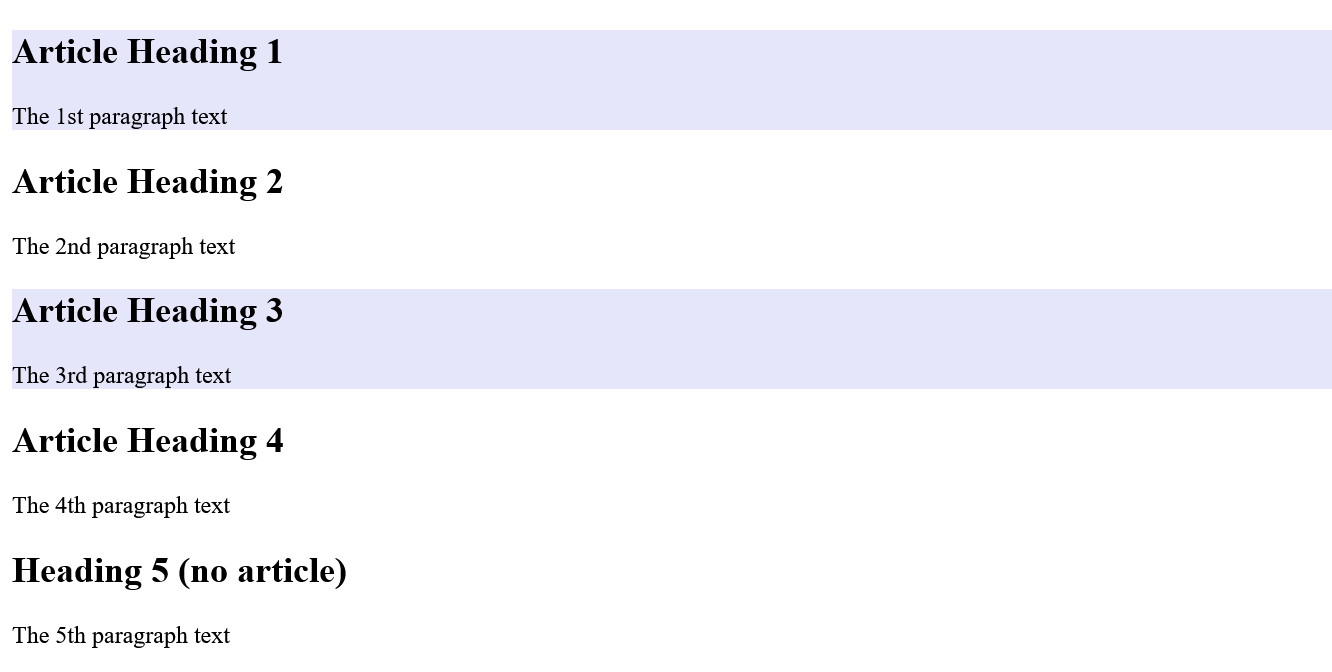 Article Heading 1
The 1st paragraph text
Article Heading 2
The 2nd paragraph text
Article Heading 3
The 3rd paragraph text
Article Heading 4
The 4th paragraph text
Heading 5 (no article)
The 5th paragraph text